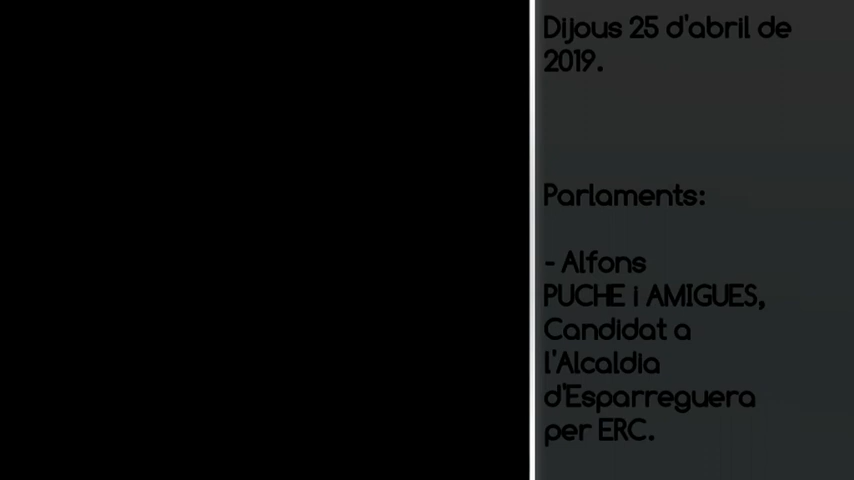 Dijous 25 d'abril de
2019.
Parlaments:
- Alfons
PUCHE i AMIGUES,
Candidat a
l'Alcaldia
d'Esparreguera
per ERC.